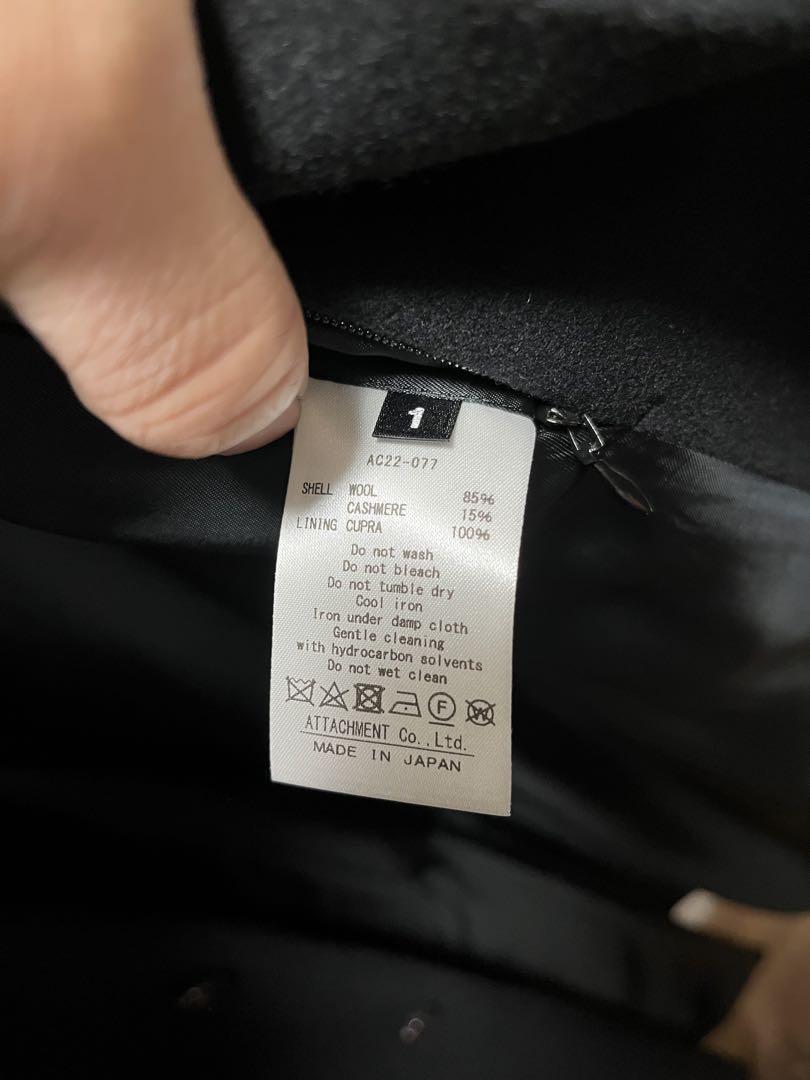 1
AC22-077
SHELL WOOL 85%
CASHMERE 15%
LINING CUPRA 100%
Do not wash
Do not bleach
Do not tumble dry
Cool iron
Iron under damp cloth
Gentle cleaning
with hydrocarbon solvents
Do not wet clean
F W
ATTACHMENT Co.,Ltd.
MADE IN JAPAN